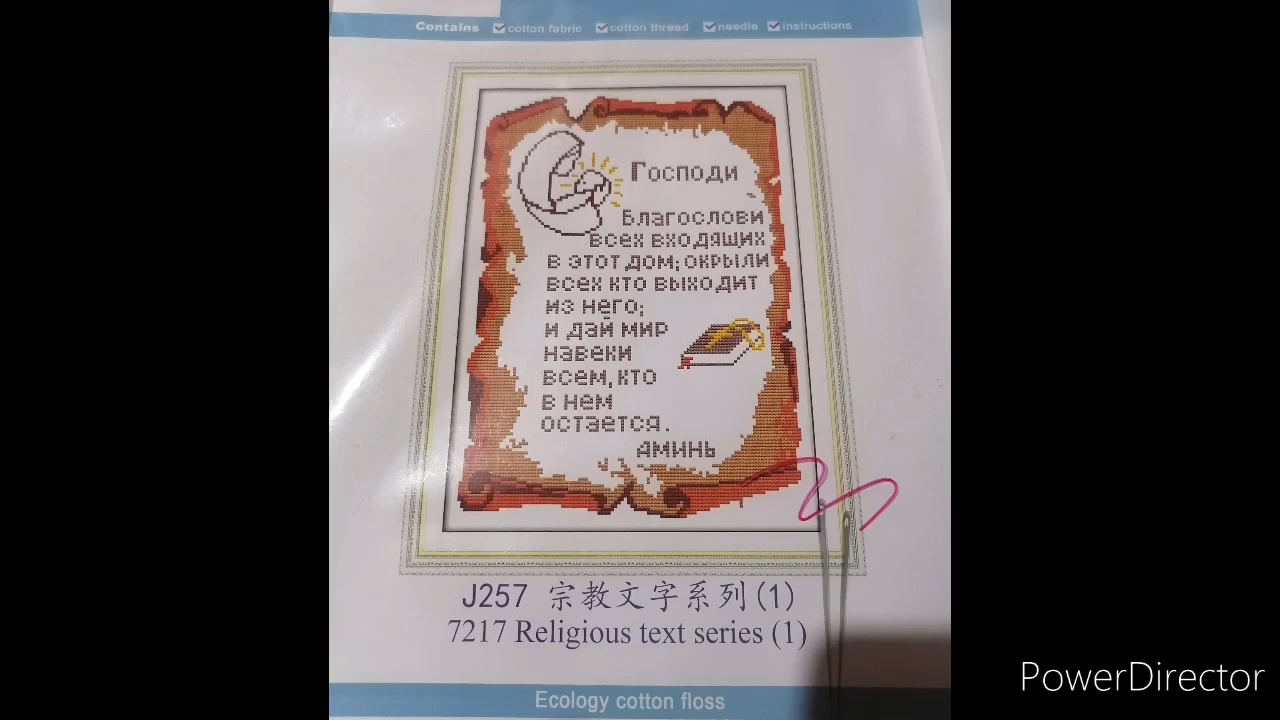 Contains cotton fabric cotton thread needle instructions
Господи
Благослови
всех входящих
в этот дом; окрыли
всех кто выходит
из него;
и дай мир
навеки
всем, кто
в нем
остаётся.
аминь
J257 宗教文字系列(1)
7217 Religious text series (1)
Ecology cotton floss
PowerDirector